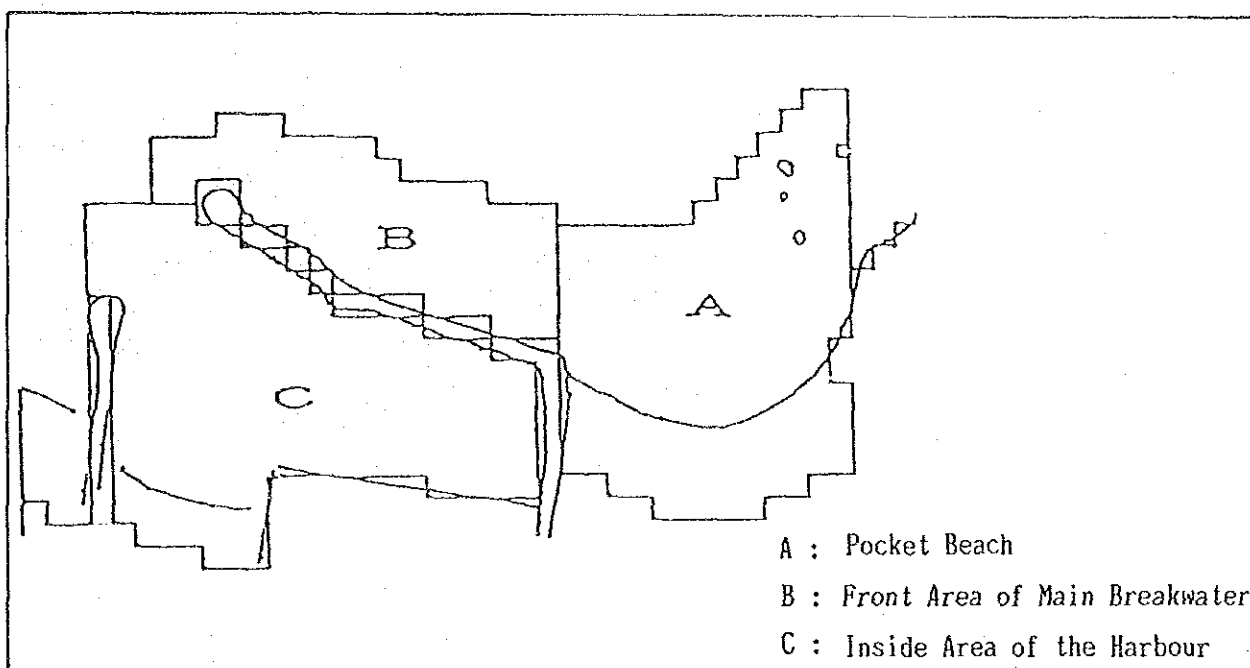 B
A
C
A : Pocket Beach
B : Front Area of Main Breakwater
C : Inside Area of the Harbour